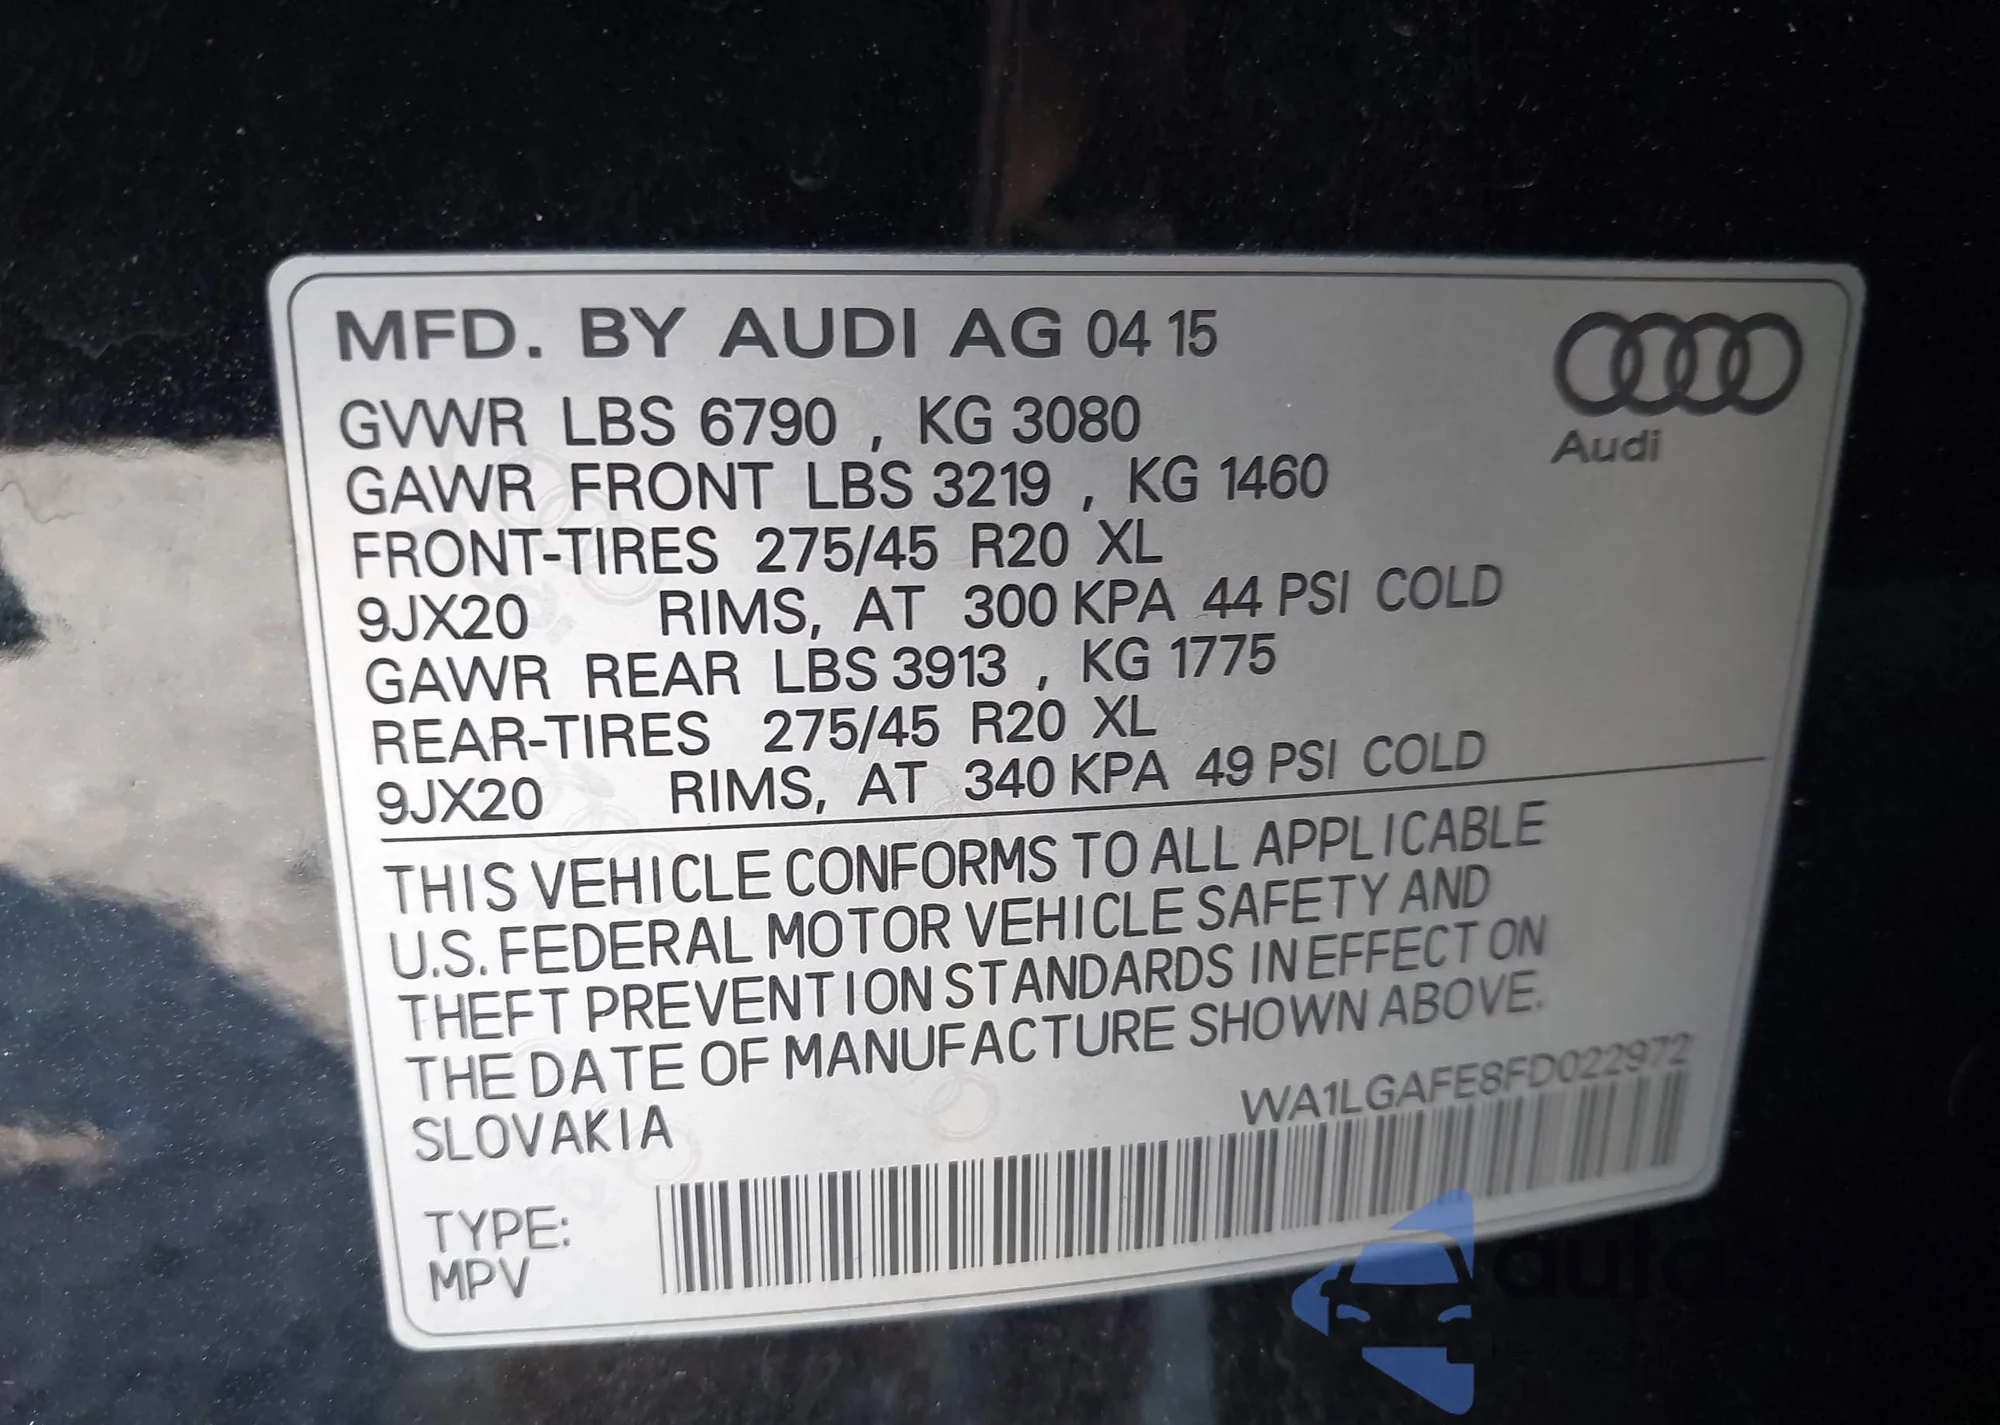 MFD. BY AUDI AG 04 15
Audi
GVWR LBS 6790 , KG 3080
GAWR FRONT LBS 3219 , KG 1460
FRONT-TIRES 275/45 R20 XL
9JX20 RIMS, AT 300 KPA 44 PSI COLD
GAWR REAR LBS 3913 , KG 1775
REAR-TIRES 275/45 R20 XL
9JX20 RIMS, AT 340 KPA 49 PSI COLD
THIS VEHICLE CONFORMS TO ALL APPLICABLE
U.S. FEDERAL MOTOR VEHICLE SAFETY AND
THEFT PREVENTION STANDARDS IN EFFECT ON
THE DATE OF MANUFACTURE SHOWN ABOVE.
SLOVAKIA
WA1LGAFE8FD022972
TYPE:
MPV